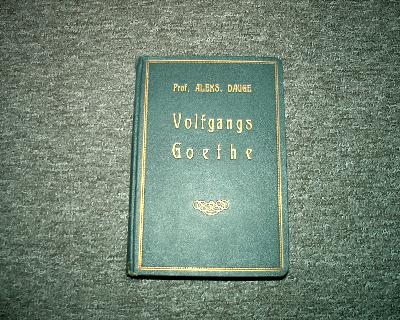 Prof. ALEKS. DAUGE
Volfgangs
Goethe